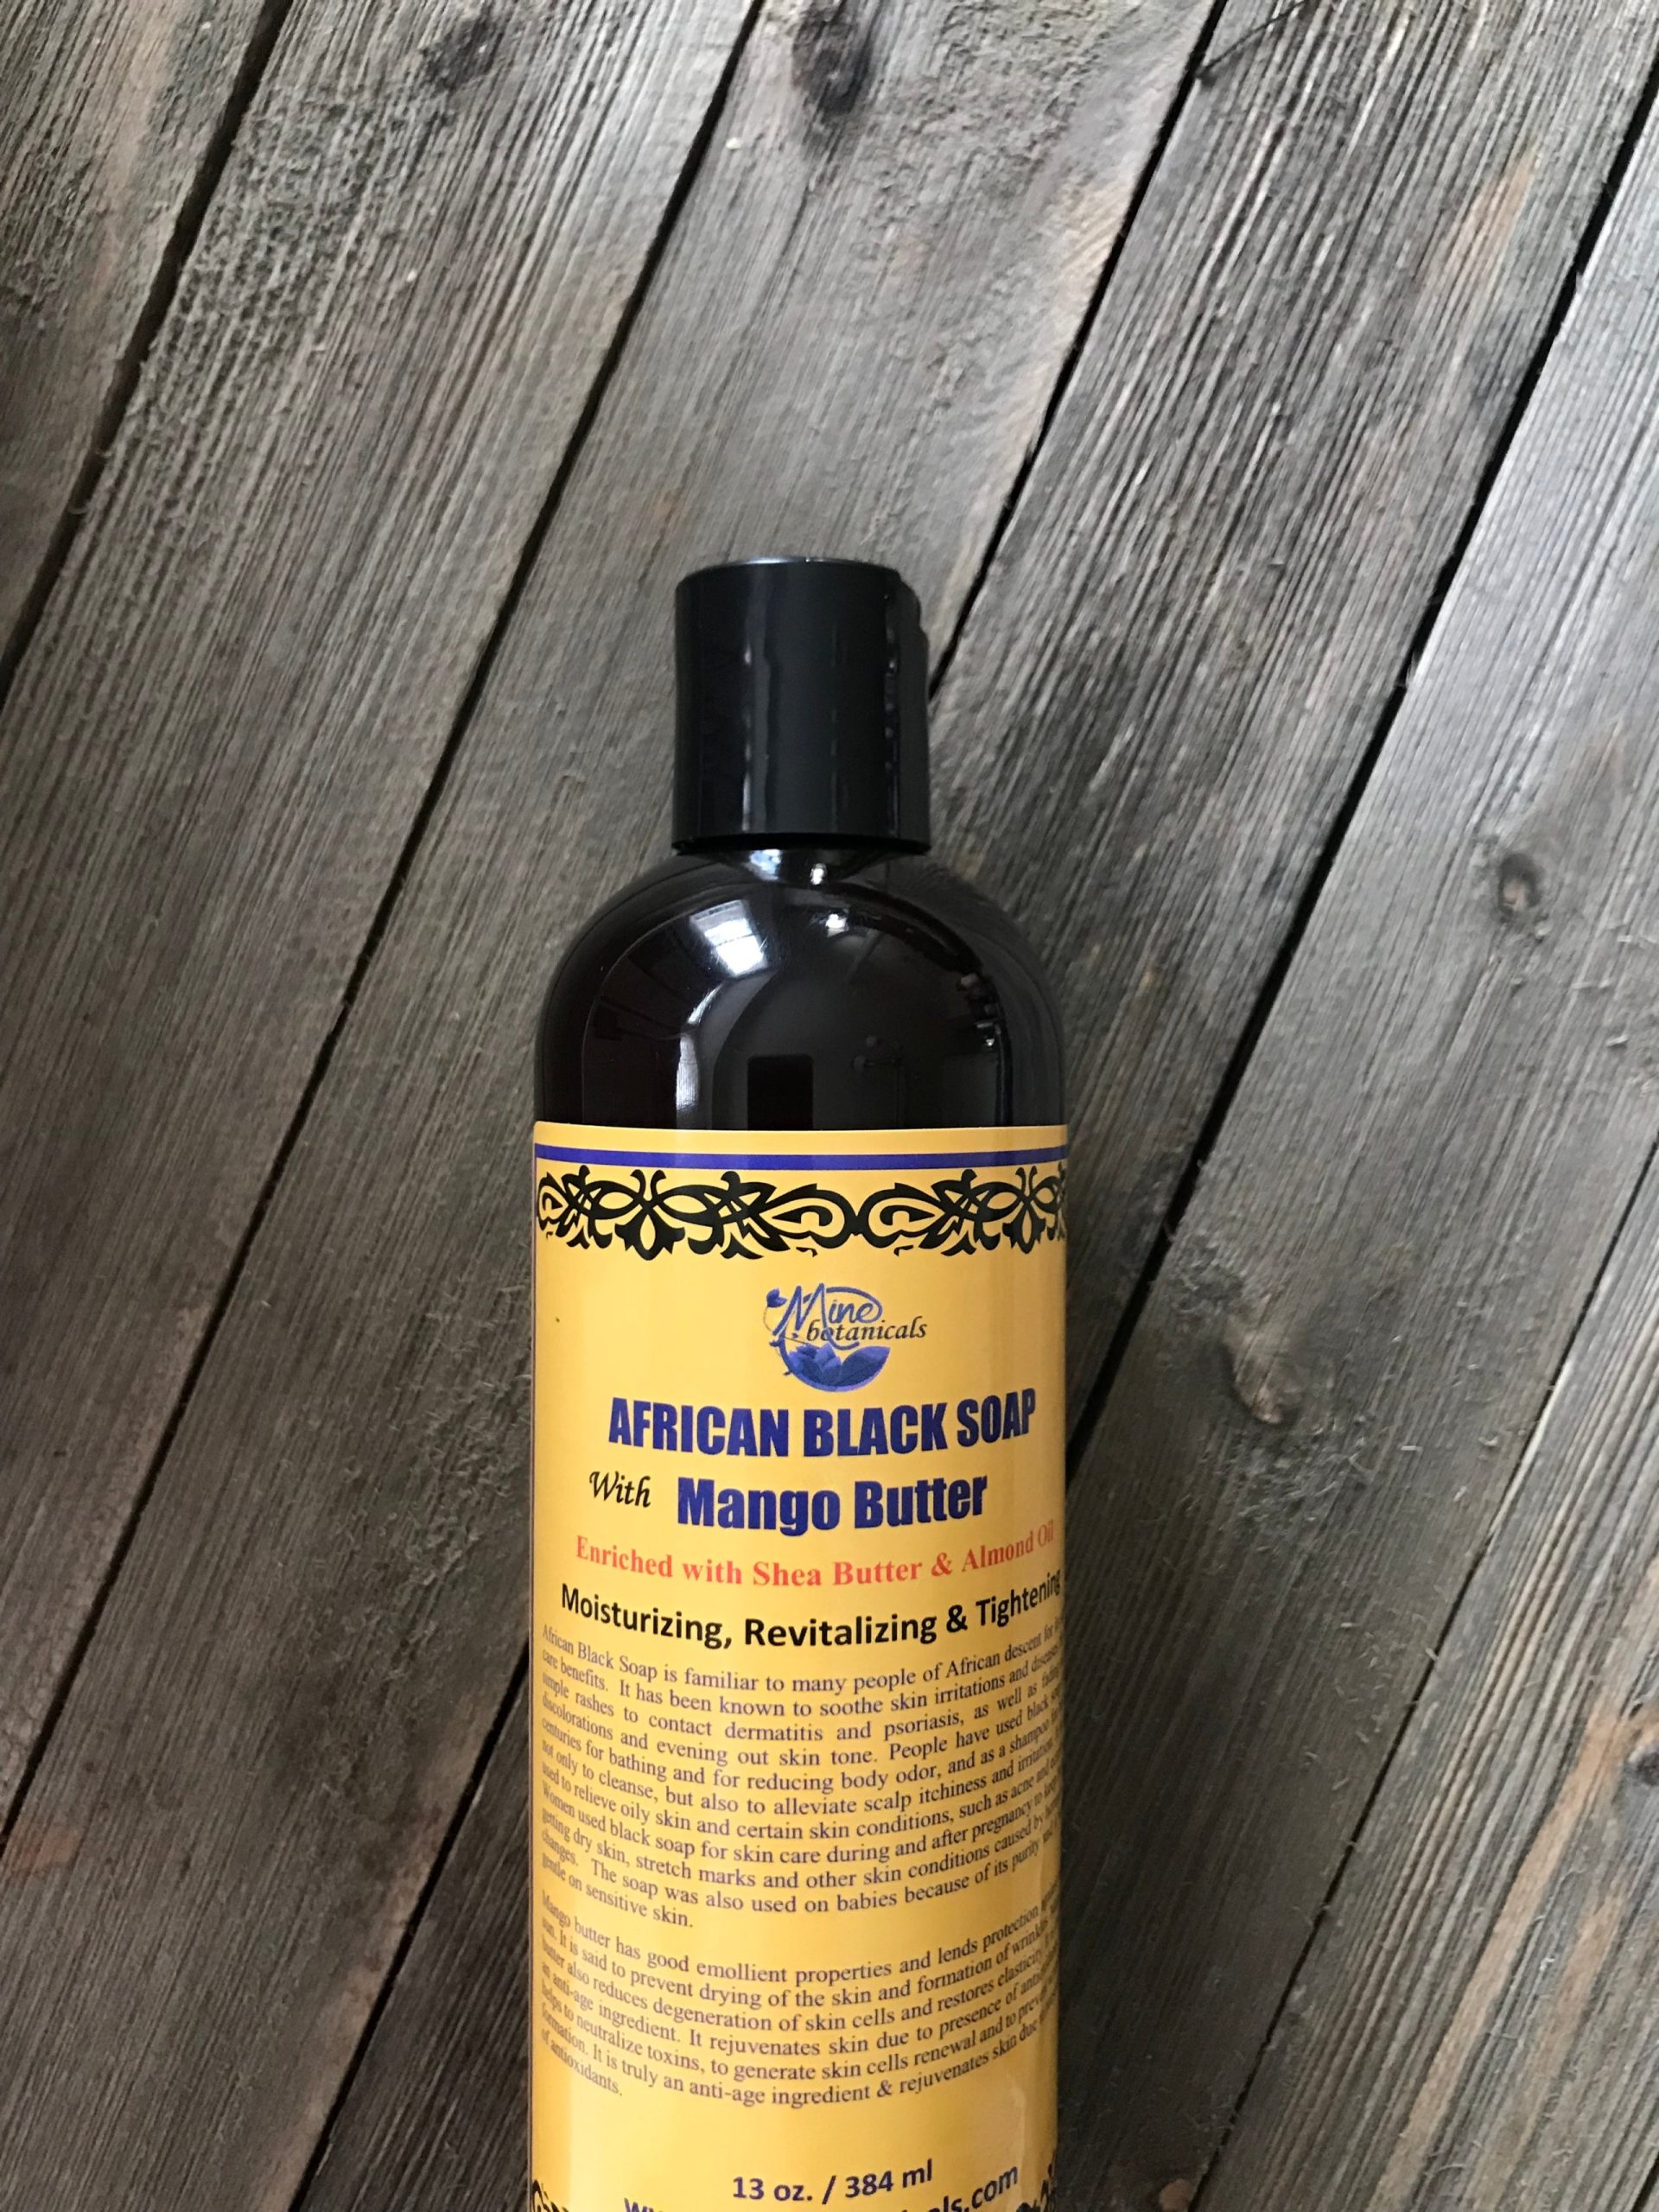 Mine
botanicals
AFRICAN BLACK SOAP
With Mango Butter
Enriched with Shea Butter & Almond Oil
Moisturizing, Revitalizing & Tightening
African Black Soap is familiar to many people of African descent for
care benefits. It has been known to soothe skin irritations and diseases
simple rashes to contact dermatitis and psoriasis, as well as fading
discolorations and evening out skin tone. People have used black soap
centuries for bathing and for reducing body odor, and as a shampoo
not only to cleanse, but also to alleviate scalp itchiness and irritation.
used to relieve oily skin and certain skin conditions, such as acne and
Women used black soap for skin care during and after pregnancy to keep
getting dry skin, stretch marks and other skin conditions caused by
changes. The soap was also used on babies because of its purity and
gentle on sensitive skin.
Mango butter has good emollient properties and lends protection against
sun. It is said to prevent drying of the skin and formation of wrinkles.
butter also reduces degeneration of skin cells and restores elasticity.
an anti-age ingredient. It rejuvenates skin due to presence of
helps to neutralize toxins, to generate skin cells renewal and to prevent
formation. It is truly an anti-age ingredient & rejuvenates skin due
of antioxidants.
13 oz. / 384 ml